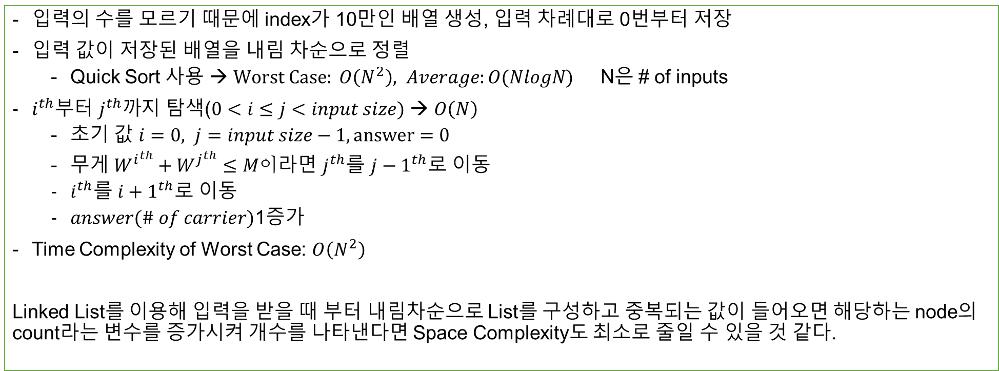 - 입력의 수를 모르기 때문에 index가 10만인 배열 생성, 입력 차례대로 0번부터 저장
- 입력 값이 저장된 배열을 내림 차순으로 정렬
- Quick Sort 사용 → Worst Case: O(N²), Average: O(NlogN) N은 # of inputs
- i^{th}부터 j^{th}까지 탐색(0 < i ≤ j < input size) → O(N)
- 초기 값 i = 0, j = input size − 1, answer = 0
- 무게 W^{i^{th}} + W^{j^{th}} ≤ M이라면 j^{th}를 j − 1^{th}로 이동
- i^{th}를 i + 1^{th}로 이동
- answer(# of carrier)1증가
- Time Complexity of Worst Case: O(N²)
Linked List를 이용해 입력을 받을 때 부터 내림차순으로 List를 구성하고 중복되는 값이 들어오면 해당하는 node의
count라는 변수를 증가시켜 개수를 나타낸다면 Space Complexity도 최소로 줄일 수 있을 것 같다.